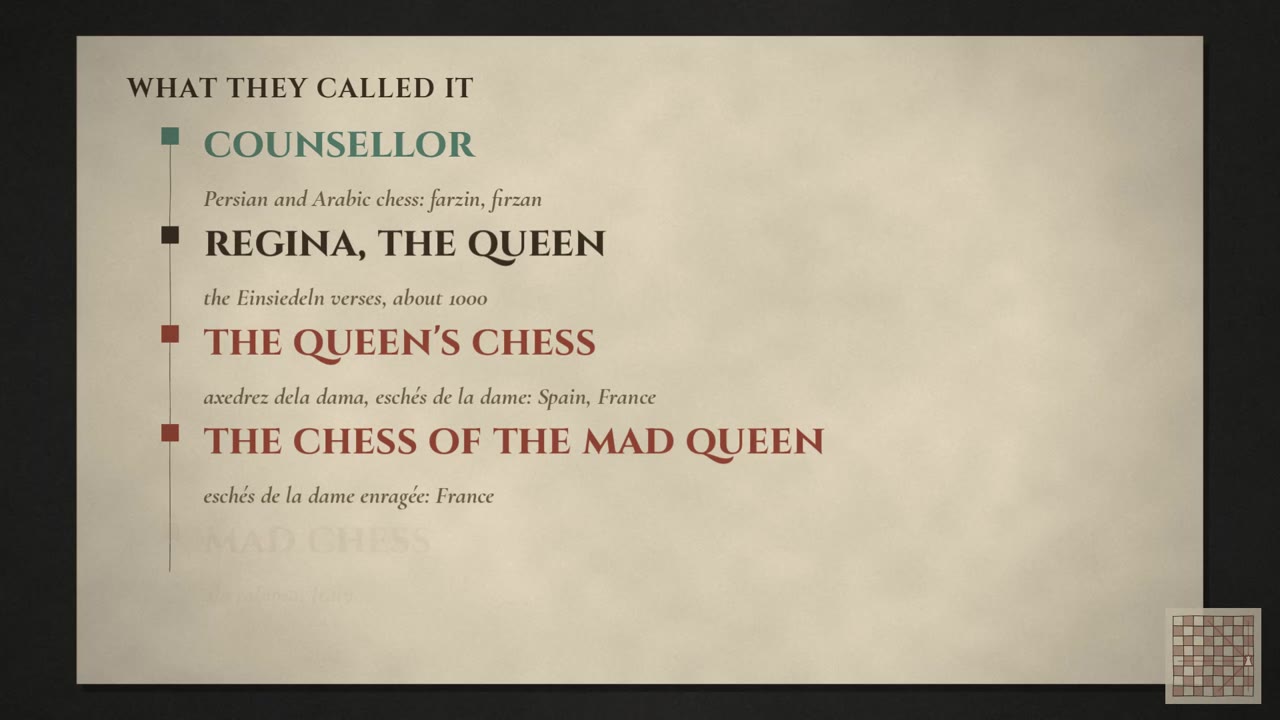 WHAT THEY CALLED IT
COUNSELLOR
Persian and Arabic chess: farzin, firzan
REGINA, THE QUEEN
the Einsiedeln verses, about 1000
THE QUEEN'S CHESS
axedrez dela dama, eschés de la dame: Spain, France
THE CHESS OF THE MAD QUEEN
eschés de la dame enragée: France
MAD CHESS
Italy